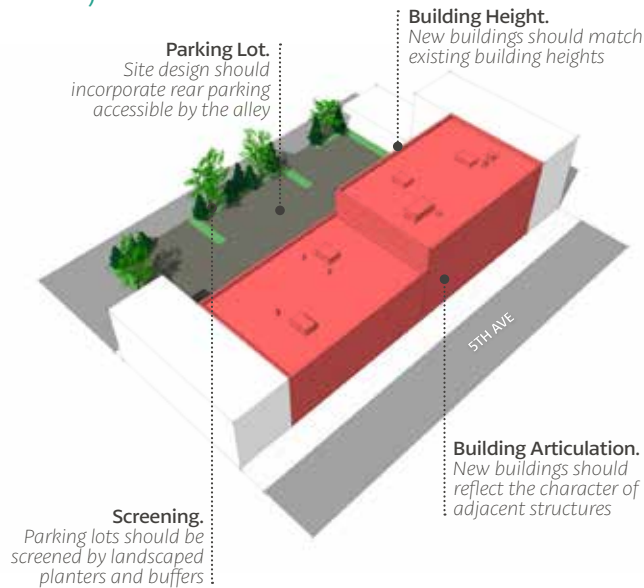 Building Height.
New buildings should match
existing building heights
Parking Lot.
Site design should
incorporate rear parking
accessible by the alley
5TH AVE
Building Articulation.
New buildings should
reflect the character of
adjacent structures
Screening.
Parking lots should be
screened by landscaped
planters and buffers